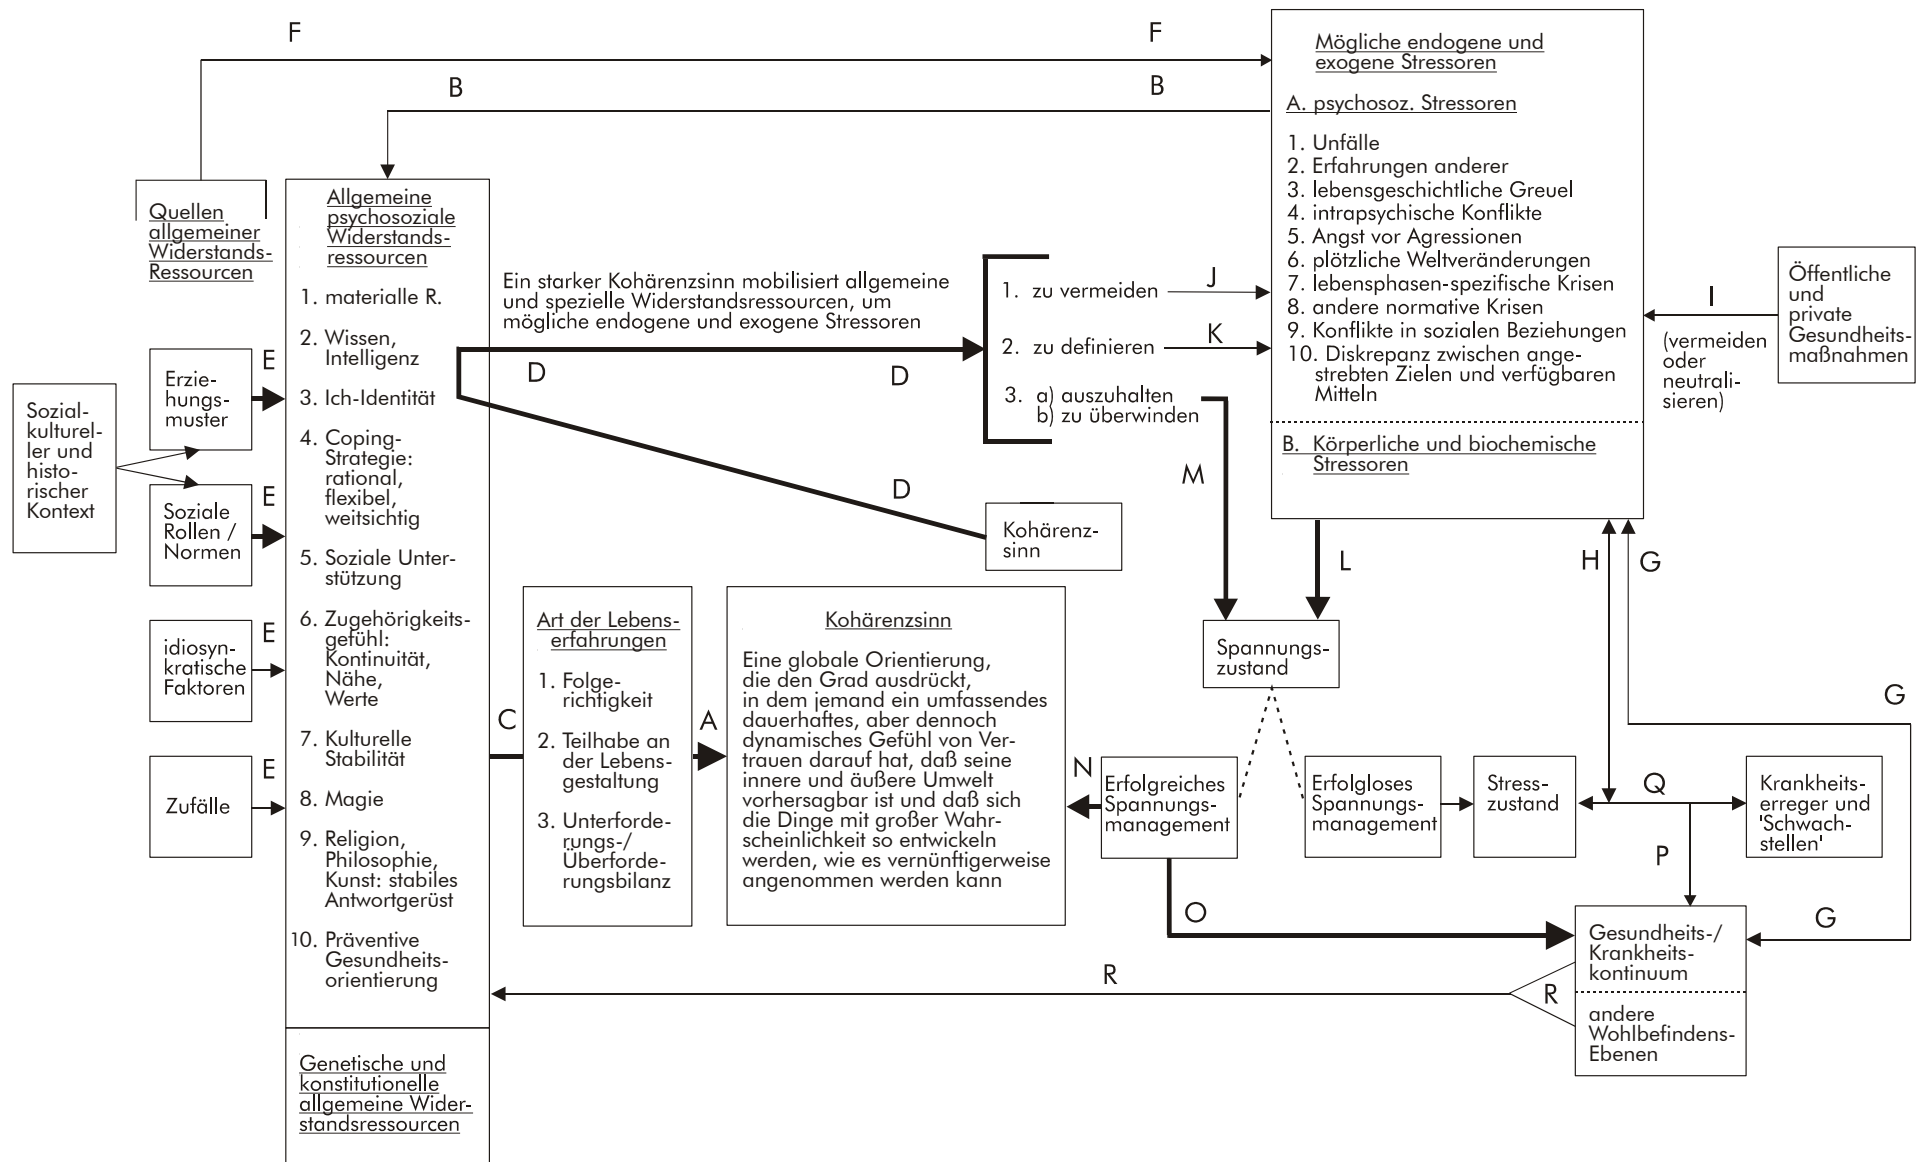 F
F
B
B
Mögliche endogene und
exogene Stressoren
A. psychosoz. Stressoren
1. Unfälle
2. Erfahrungen anderer
3. lebensgeschichtliche Greuel
4. intrapsychische Konflikte
5. Angst vor Agressionen
6. plötzliche Weltveränderungen
7. lebensphasen-spezifische Krisen
8. andere normative Krisen
9. Konflikte in sozialen Beziehungen
10. Diskrepanz zwischen ange-
strebten Zielen und verfügbaren
Mitteln
B. Körperliche und biochemische
Stressoren
Quellen
allgemeiner
Widerstands-
Ressourcen
Allgemeine
psychosoziale
Widerstands-
ressourcen
1. materialle R.
2. Wissen,
Intelligenz
3. Ich-Identität
4. Coping-
Strategie:
rational,
flexibel,
weitsichtig
5. Soziale Unter-
stützung
6. Zugehörigkeits-
gefühl:
Kontinuität,
Nähe,
Werte
7. Kulturelle
Stabilität
8. Magie
9. Religion,
Philosophie,
Kunst: stabiles
Antwortgerüst
10. Präventive
Gesundheits-
orientierung
Genetische und
konstitutionelle
allgemeine Wider-
standsressourcen
Ein starker Kohärenzsinn mobilisiert allgemeine
und spezielle Widerstandsressourcen, um
mögliche endogene und exogene Stressoren
D
D
D
1. zu vermeiden
J
2. zu definieren
K
3. a) auszuhalten
b) zu überwinden
M
I
(vermeiden
oder
neutrali-
sieren)
Öffentliche
und
private
Gesundheits-
maßnahmen
Sozial-
kulturel-
ler und
histo-
rischer
Kontext
Erzie-
hungs-
muster
E
Soziale
Rollen /
Normen
E
idiosyn-
kratische
Faktoren
E
Zufälle
E
Kohärenz-
sinn
L
H
G
C
Art der Lebens-
erfahrungen
1. Folge-
richtigkeit
2. Teilhabe an
der Lebens-
gestaltung
3. Unterforde-
rungs-/
Überforde-
rungsbilanz
A
Kohärenzsinn
Eine globale Orientierung,
die den Grad ausdrückt,
in dem jemand ein umfassendes
dauerhaftes, aber dennoch
dynamisches Gefühl von Ver-
trauen darauf hat, daß seine
innere und äußere Umwelt
vorhersagbar ist und daß sich
die Dinge mit großer Wahr-
scheinlichkeit so entwickeln
werden, wie es vernünftigerweise
angenommen werden kann
Spannungs-
zustand
N
Erfolgreiches
Spannungs-
management
Erfolgloses
Spannungs-
management
Stress-
zustand
Q
Krankheits-
erreger und
'Schwach-
stellen'
G
P
O
G
Gesundheits-/
Krankheits-
kontinuum
andere
Wohlbefindens-
Ebenen
R
R